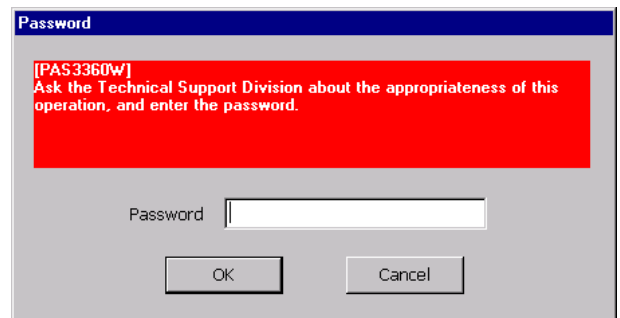 Password
[PAS3360W]
Ask the Technical Support Division about the appropriateness of this
operation, and enter the password.
Password
OK
Cancel